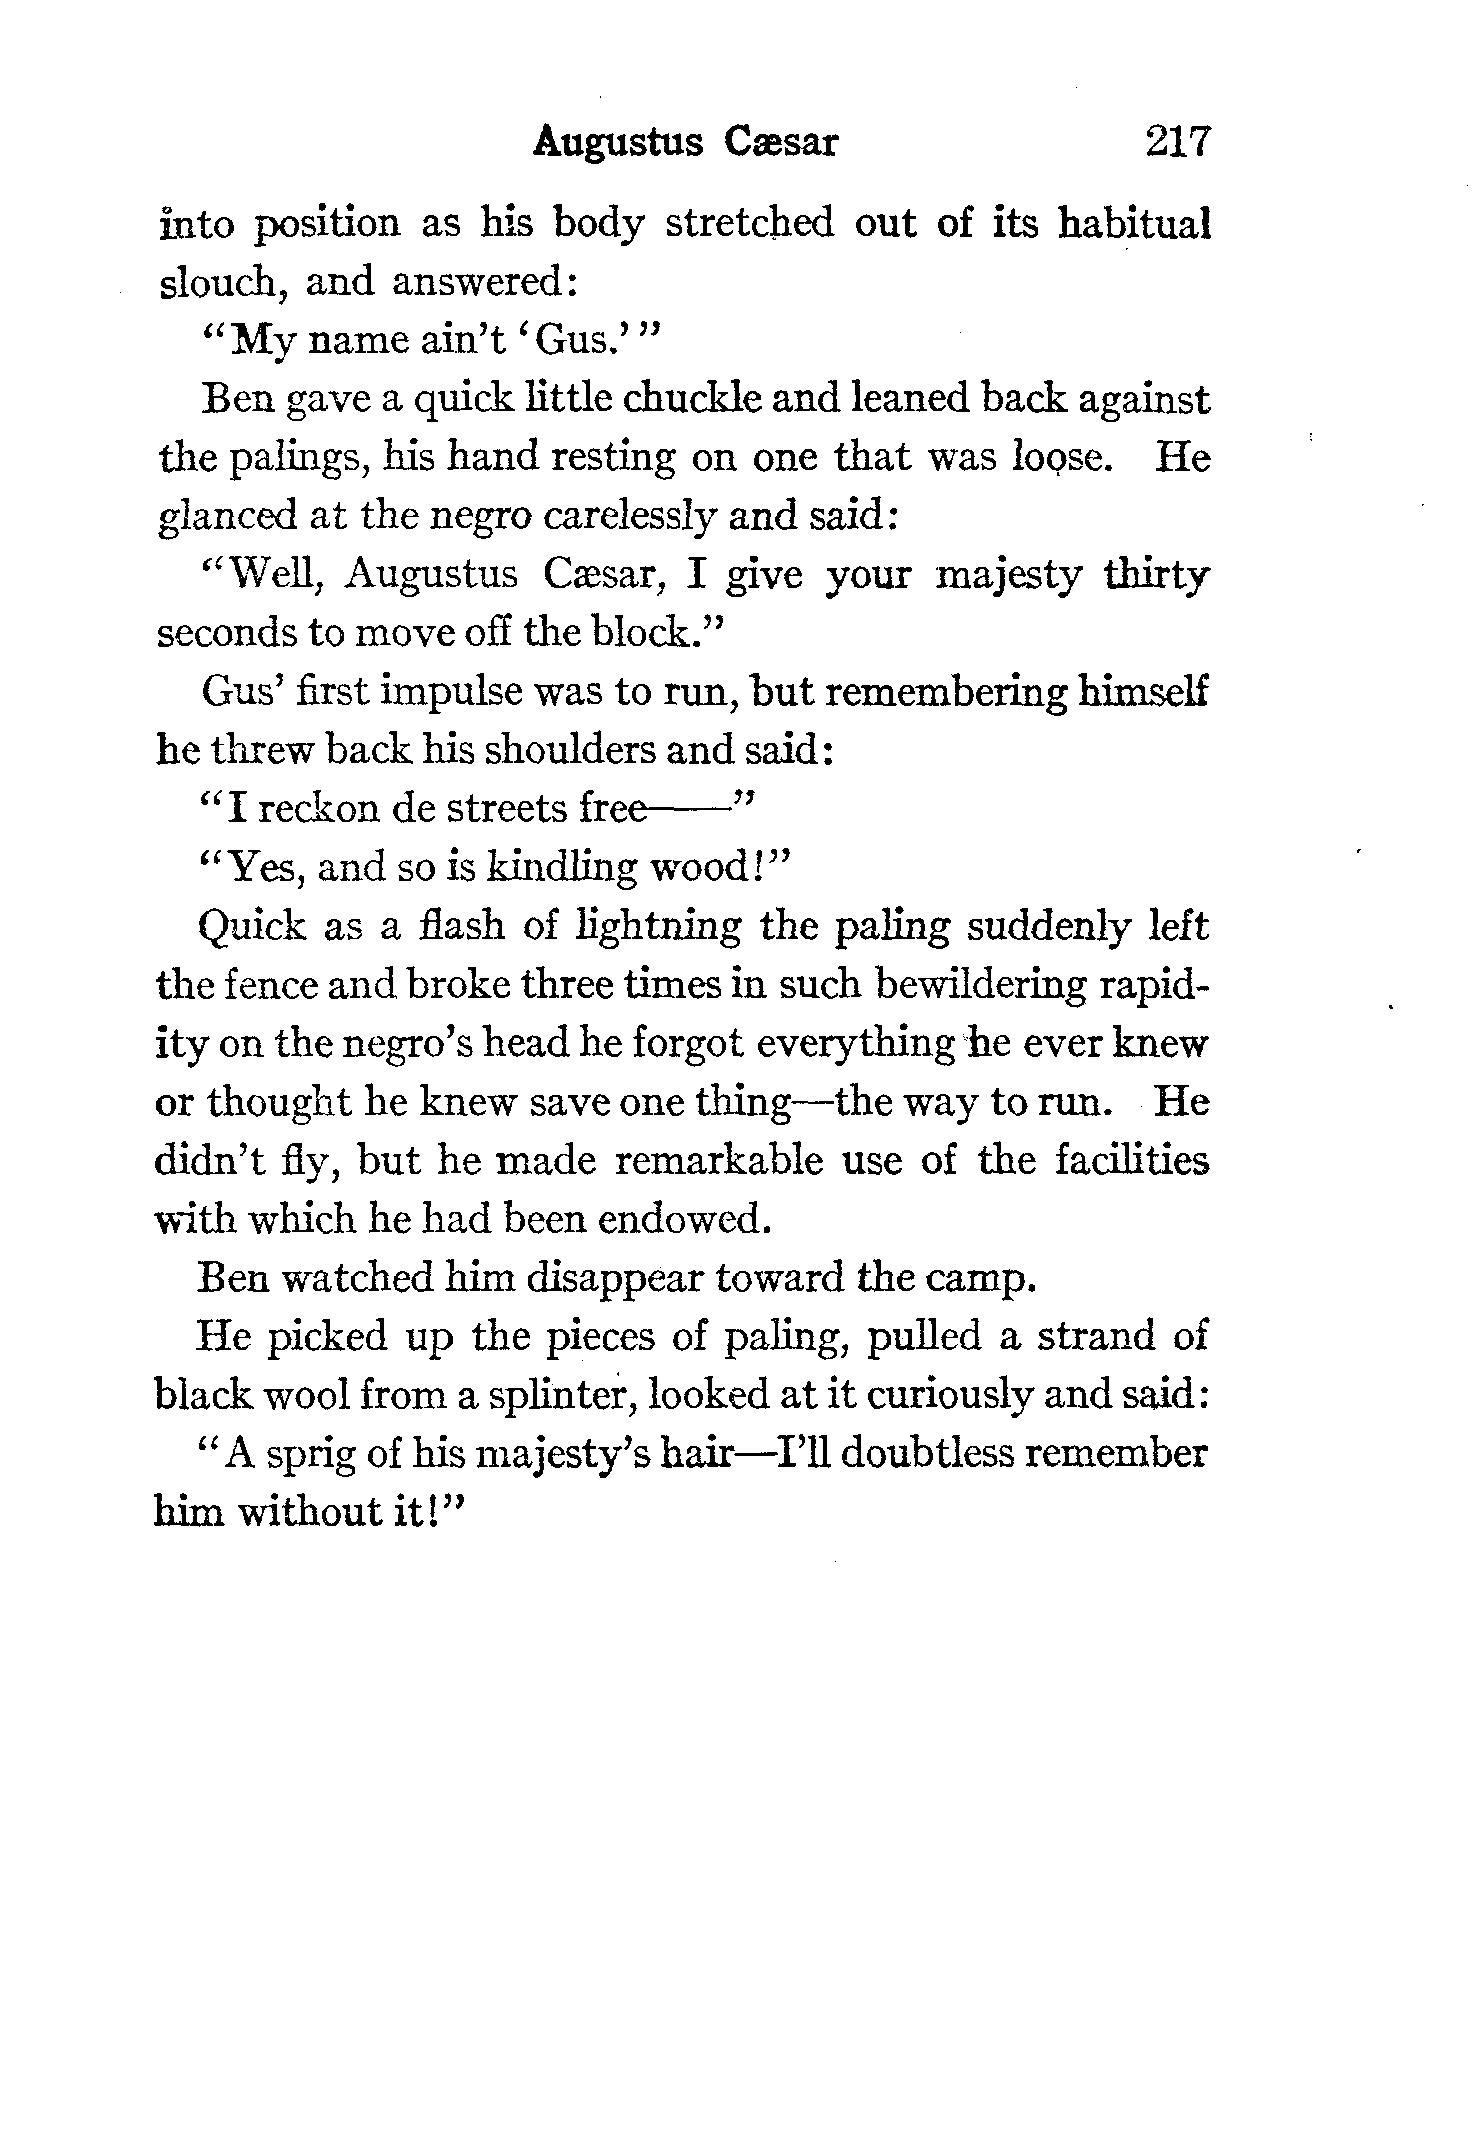 Augustus Cæsar 217
into position as his body stretched out of its habitual
slouch, and answered:
"My name ain't 'Gus.'"
Ben gave a quick little chuckle and leaned back against
the palings, his hand resting on one that was loose. He
glanced at the negro carelessly and said:
"Well, Augustus Cæsar, I give your majesty thirty
seconds to move off the block."
Gus' first impulse was to run, but remembering himself
he threw back his shoulders and said:
"I reckon de streets free——"
"Yes, and so is kindling wood!"
Quick as a flash of lightning the paling suddenly left
the fence and broke three times in such bewildering rapid-
ity on the negro's head he forgot everything he ever knew
or thought he knew save one thing—the way to run. He
didn't fly, but he made remarkable use of the facilities
with which he had been endowed.
Ben watched him disappear toward the camp.
He picked up the pieces of paling, pulled a strand of
black wool from a splinter, looked at it curiously and said:
"A sprig of his majesty's hair—I'll doubtless remember
him without it!"